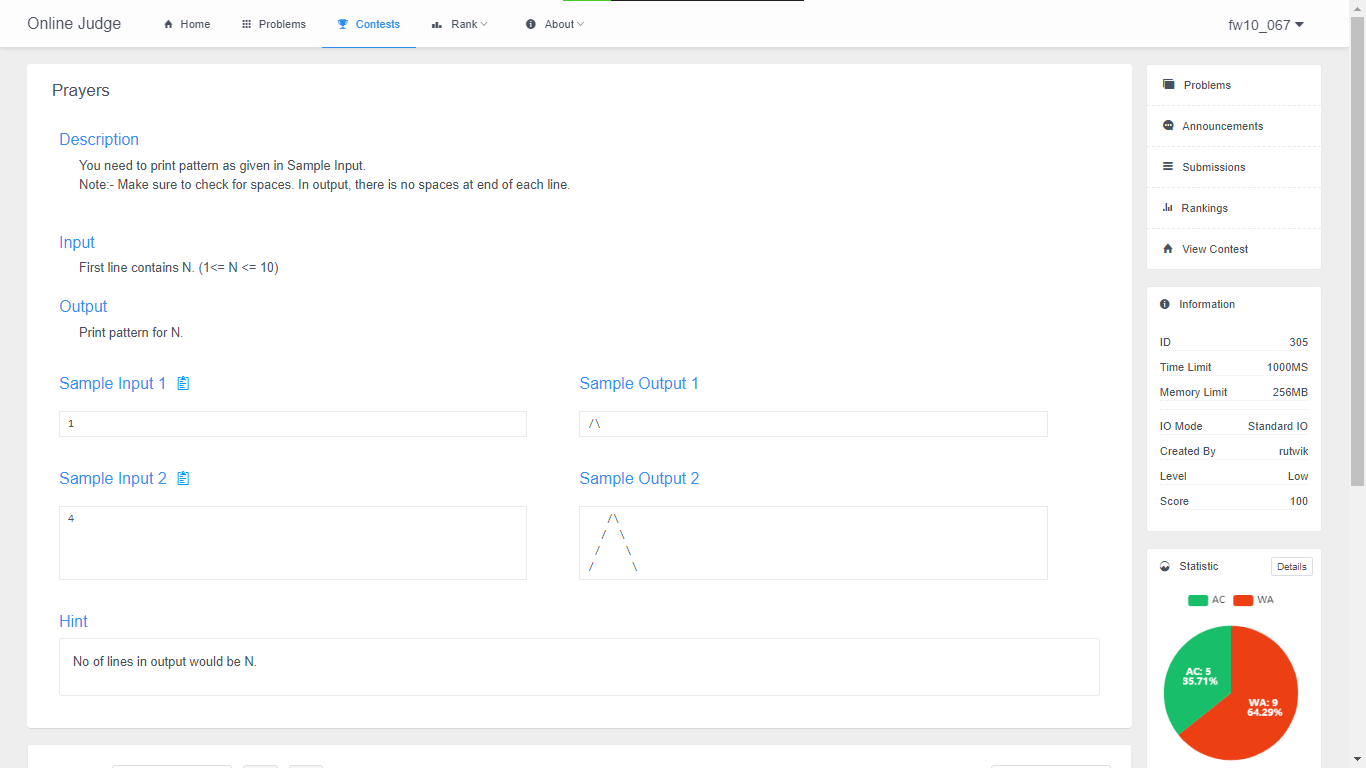 Online Judge
Home
Problems
Contests
Rank
About
fw10_067
Prayers
Description
You need to print pattern as given in Sample Input.
Note:- Make sure to check for spaces. In output, there is no spaces at end of each line.
Input
First line contains N. (1<= N <= 10)
Output
Print pattern for N.
Sample Input 1
Sample Output 1
1
/\
Sample Input 2
Sample Output 2
4
   /\
  /  \
 /    \
/      \
Hint
No of lines in output would be N.
Problems
Announcements
Submissions
Rankings
View Contest
Information
ID 305
Time Limit 1000MS
Memory Limit 256MB
IO Mode Standard IO
Created By rutwik
Level Low
Score 100
Statistic Details
AC WA
AC: 5
35.71%
WA: 9
64.29%